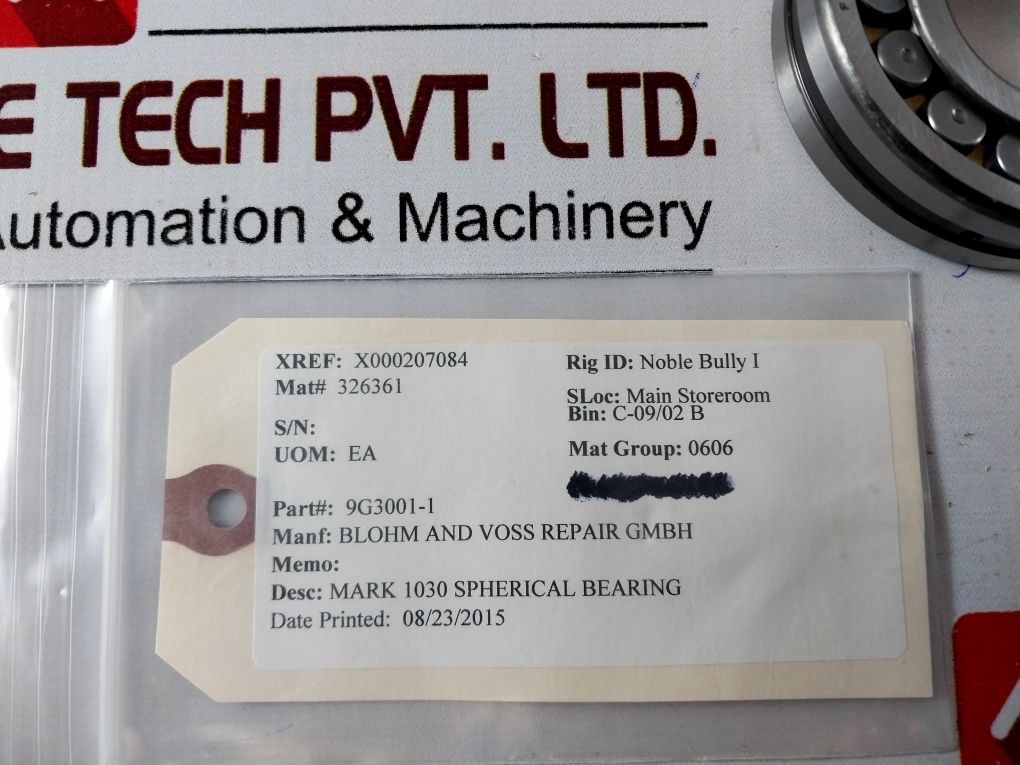 E TECH PVT. LTD.
Automation & Machinery
XREF: X000207084
Mat# 326361
S/N:
UOM: EA
Rig ID: Noble Bully I
SLoc: Main Storeroom
Bin: C-09/02 B
Mat Group: 0606
Part#: 9G3001-1
Manf: BLOHM AND VOSS REPAIR GMBH
Memo:
Desc: MARK 1030 SPHERICAL BEARING
Date Printed: 08/23/2015